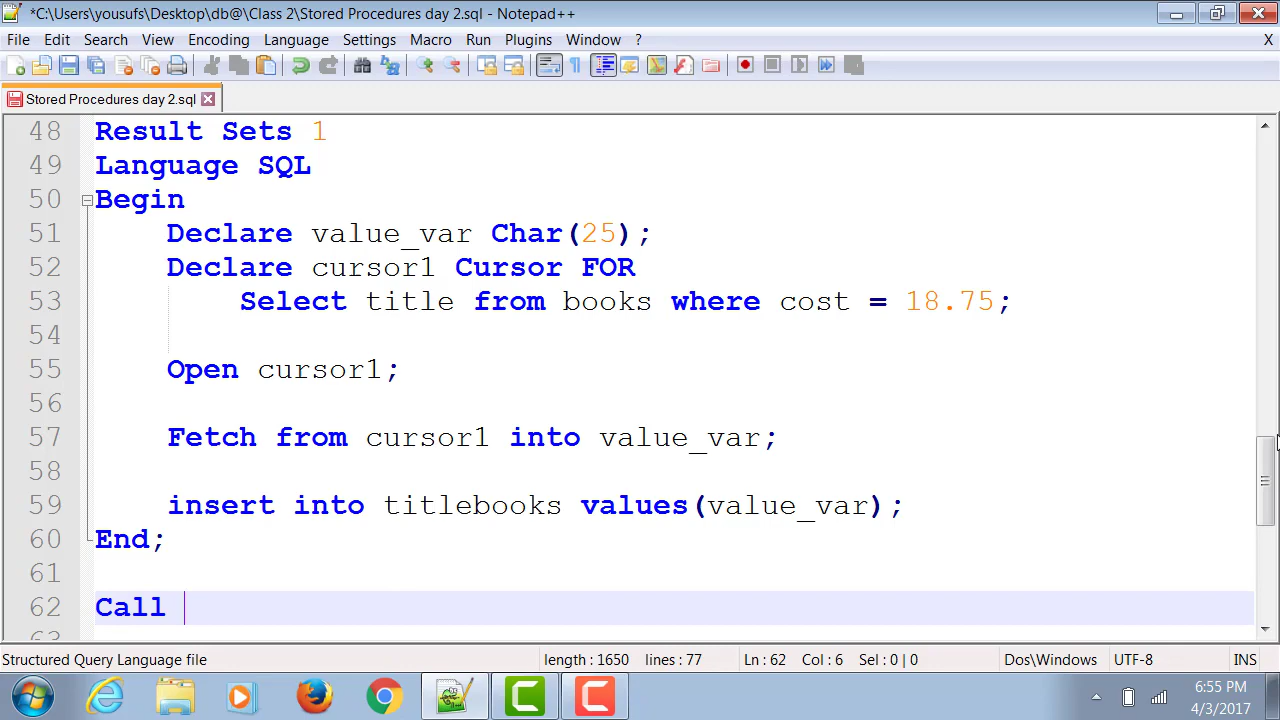 *C:\Users\yousufs\Desktop\db@\Class 2\Stored Procedures day 2.sql - Notepad++
File Edit Search View Encoding Language Settings Macro Run Plugins Window ? X
Stored Procedures day 2.sql
48 Result Sets 1
49 Language SQL
50 Begin
51 Declare value_var Char(25);
52 Declare cursor1 Cursor FOR
53 Select title from books where cost = 18.75;
54
55 Open cursor1;
56
57 Fetch from cursor1 into value_var;
58
59 insert into titlebooks values(value_var);
60 End;
61
62 Call
63
Structured Query Language file length : 1650 lines : 77 Ln : 62 Col : 6 Sel : 0 | 0 Dos\Windows UTF-8 INS
6:55 PM
4/3/2017